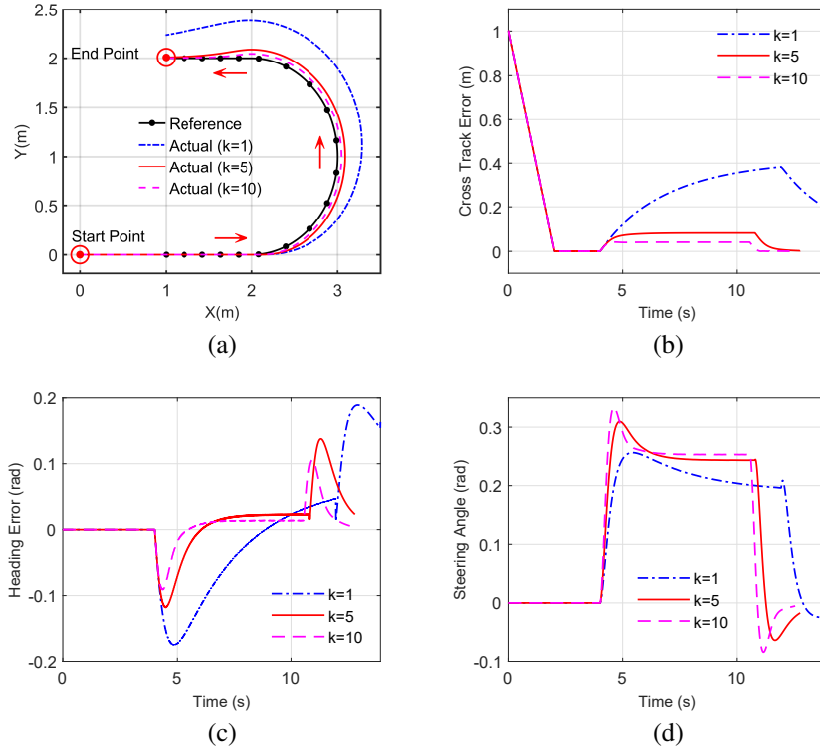 2.5
2
1.5
1
0.5
0
Y(m)
End Point
Reference
Actual (k=1)
Actual (k=5)
Actual (k=10)
Start Point
0 1 2 3
X(m)
(a)
1
0.8
0.6
0.4
0.2
0
Cross Track Error (m)
k=1
k=5
k=10
0 5 10
Time (s)
(b)
0.2
0.1
0
-0.1
-0.2
Heading Error (rad)
k=1
k=5
k=10
0 5 10
Time (s)
(c)
0.3
0.2
0.1
0
-0.1
Steering Angle (rad)
k=1
k=5
k=10
0 5 10
Time (s)
(d)